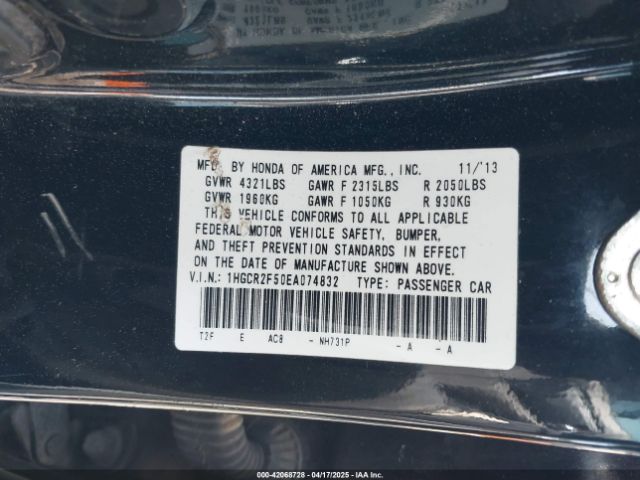 MFD. BY HONDA OF AMERICA MFG., INC. 11/'13
GVWR 4321LBS GAWR F 2315LBS R 2050LBS
GVWR 1960KG GAWR F 1050KG R 930KG
THIS VEHICLE CONFORMS TO ALL APPLICABLE
FEDERAL MOTOR VEHICLE SAFETY, BUMPER,
AND THEFT PREVENTION STANDARDS IN EFFECT
ON THE DATE OF MANUFACTURE SHOWN ABOVE.
V.I.N.: 1HGCR2F50EA074832 TYPE: PASSENGER CAR
T2F E AC8 - NH731P - A - A
000-42068728 - 04/17/2025 - IAA Inc.